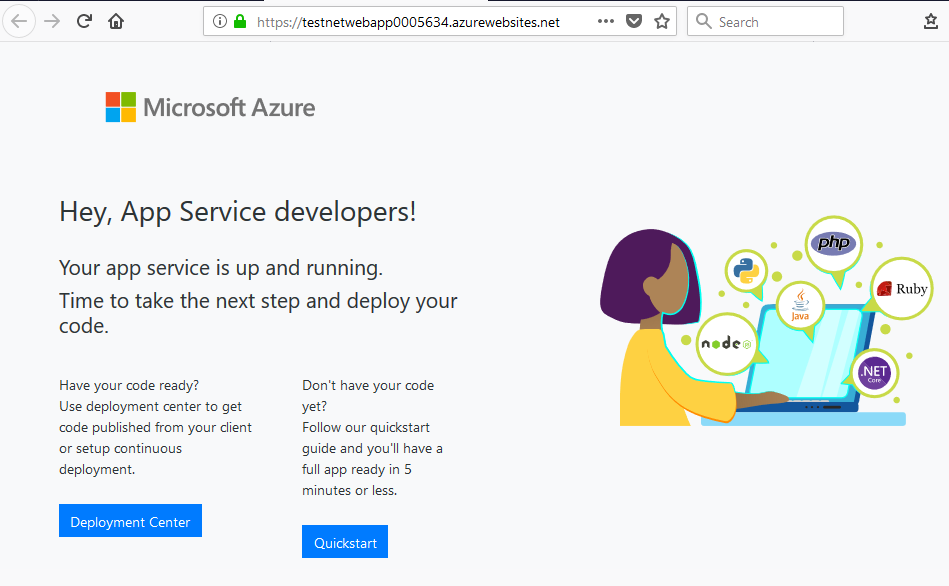 https://testnetwebapp0005634.azurewebsites.net
Search
Microsoft Azure
Hey, App Service developers!
Your app service is up and running.
Time to take the next step and deploy your
code.
Have your code ready?
Use deployment center to get
code published from your client
or setup continuous
deployment.
Deployment Center
Don't have your code
yet?
Follow our quickstart
guide and you'll have a
full app ready in 5
minutes or less.
Quickstart
php
Ruby
Java
node
JS
.NET
Core